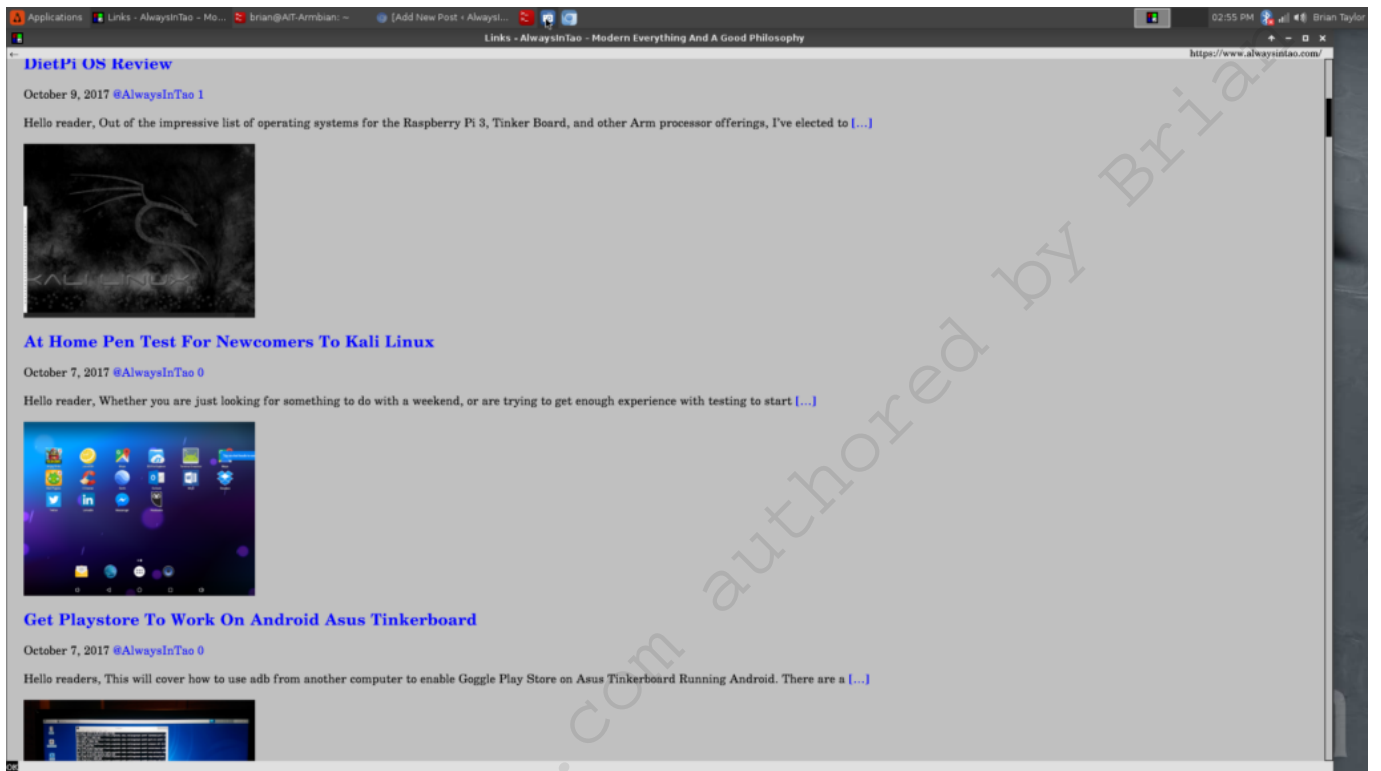 Applications Links - AlwaysInTao - Mo... brian@AIT-Armbian: ~ [Add New Post ‹ AlwaysI... 02:55 PM Brian Taylor
Links - AlwaysInTao - Modern Everything And A Good Philosophy
https://www.alwaysintao.com/
DietPi OS Review
October 9, 2017 @AlwaysInTao 1
Hello reader, Out of the impressive list of operating systems for the Raspberry Pi 3, Tinker Board, and other Arm processor offerings, I've elected to [...]
KALI LINUX
At Home Pen Test For Newcomers To Kali Linux
October 7, 2017 @AlwaysInTao 0
Hello reader, Whether you are just looking for something to do with a weekend, or are trying to get enough experience with testing to start [...]
Get Playstore To Work On Android Asus Tinkerboard
October 7, 2017 @AlwaysInTao 0
Hello readers, This will cover how to use adb from another computer to enable Goggle Play Store on Asus Tinkerboard Running Android. There are a [...]
OK
.com authored by Brian